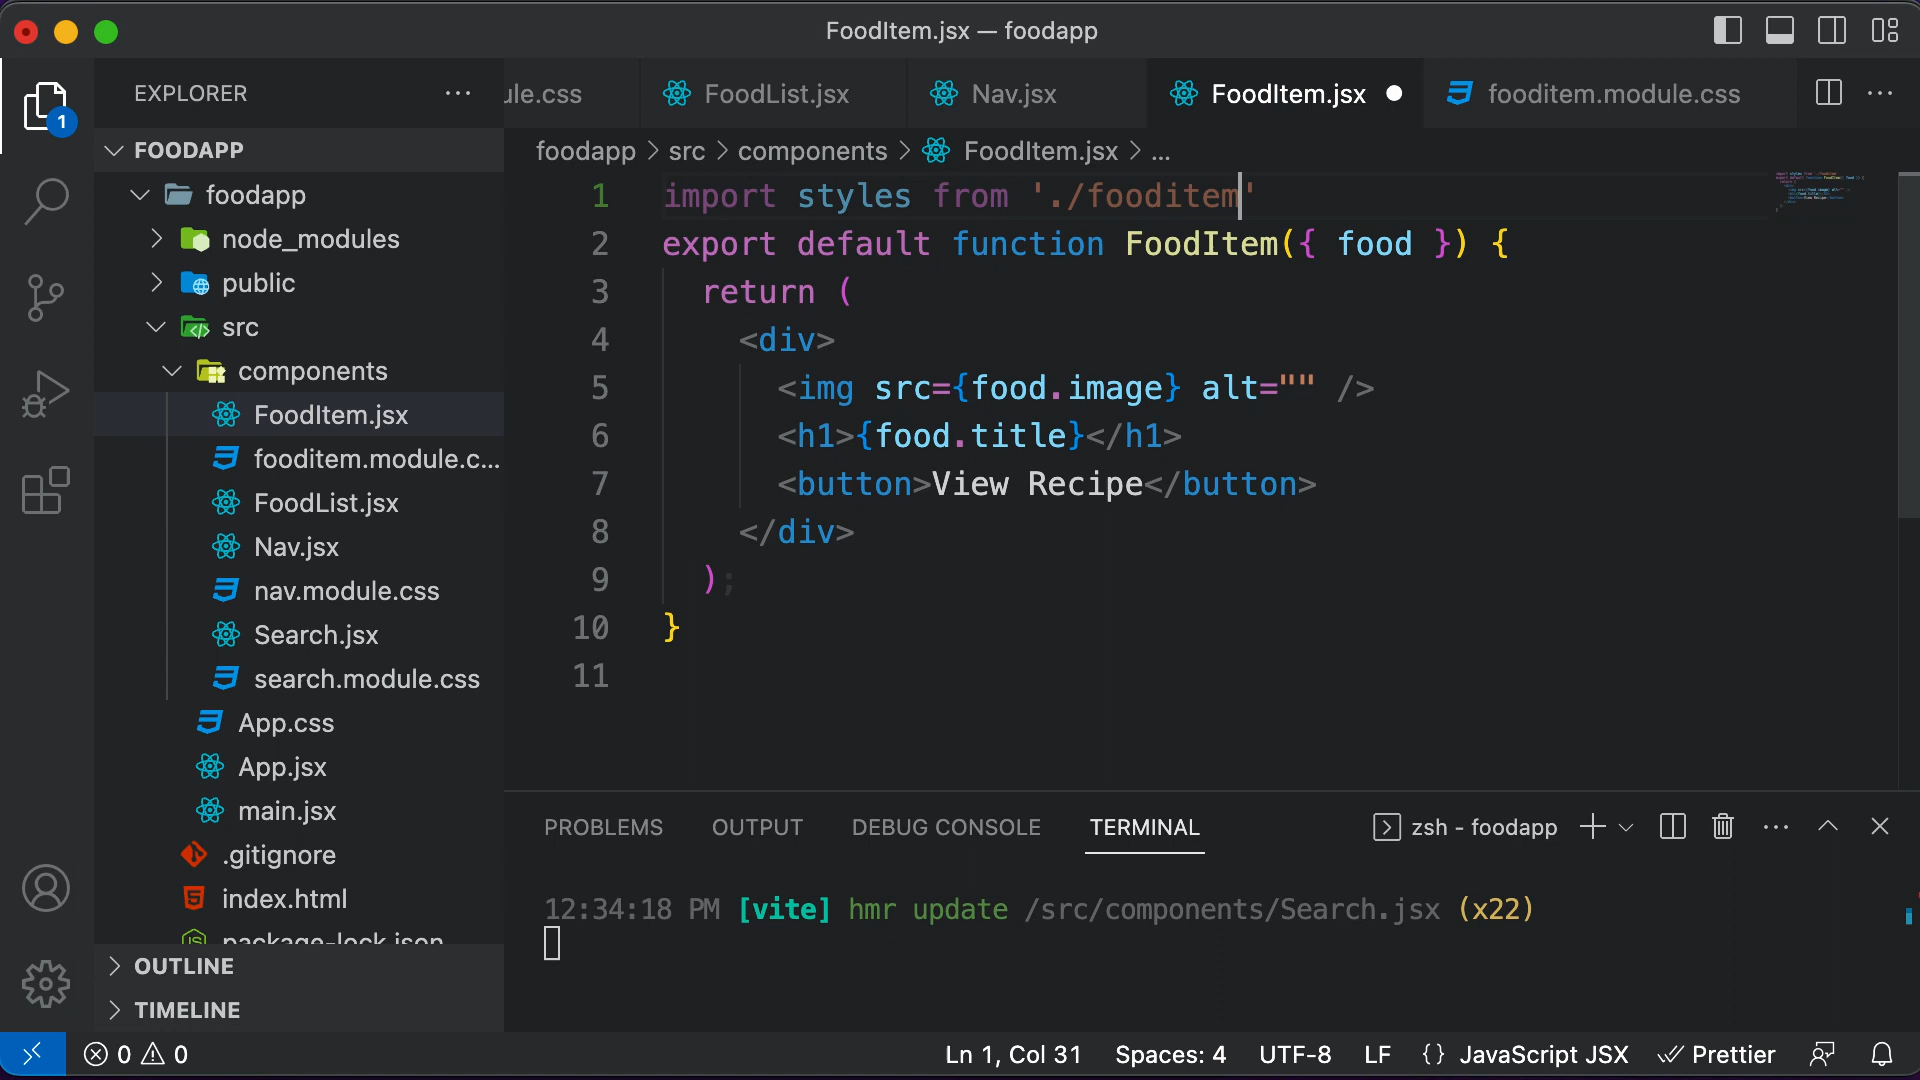 FoodItem.jsx — foodapp
EXPLORER
ule.css
FoodList.jsx
Nav.jsx
FoodItem.jsx
fooditem.module.css
1
FOODAPP
foodapp > src > components > FoodItem.jsx > ...
foodapp
node_modules
public
src
components
FoodItem.jsx
fooditem.module.c...
FoodList.jsx
Nav.jsx
nav.module.css
Search.jsx
search.module.css
App.css
App.jsx
main.jsx
.gitignore
index.html
package-lock.json
OUTLINE
TIMELINE
1 import styles from './fooditem'
2 export default function FoodItem({ food }) {
3 return (
4 <div>
5 <img src={food.image} alt="" />
6 <h1>{food.title}</h1>
7 <button>View Recipe</button>
8 </div>
9 );
10 }
11
PROBLEMS OUTPUT DEBUG CONSOLE TERMINAL
zsh - foodapp
12:34:18 PM [vite] hmr update /src/components/Search.jsx (x22)
0 0
Ln 1, Col 31 Spaces: 4 UTF-8 LF {} JavaScript JSX Prettier